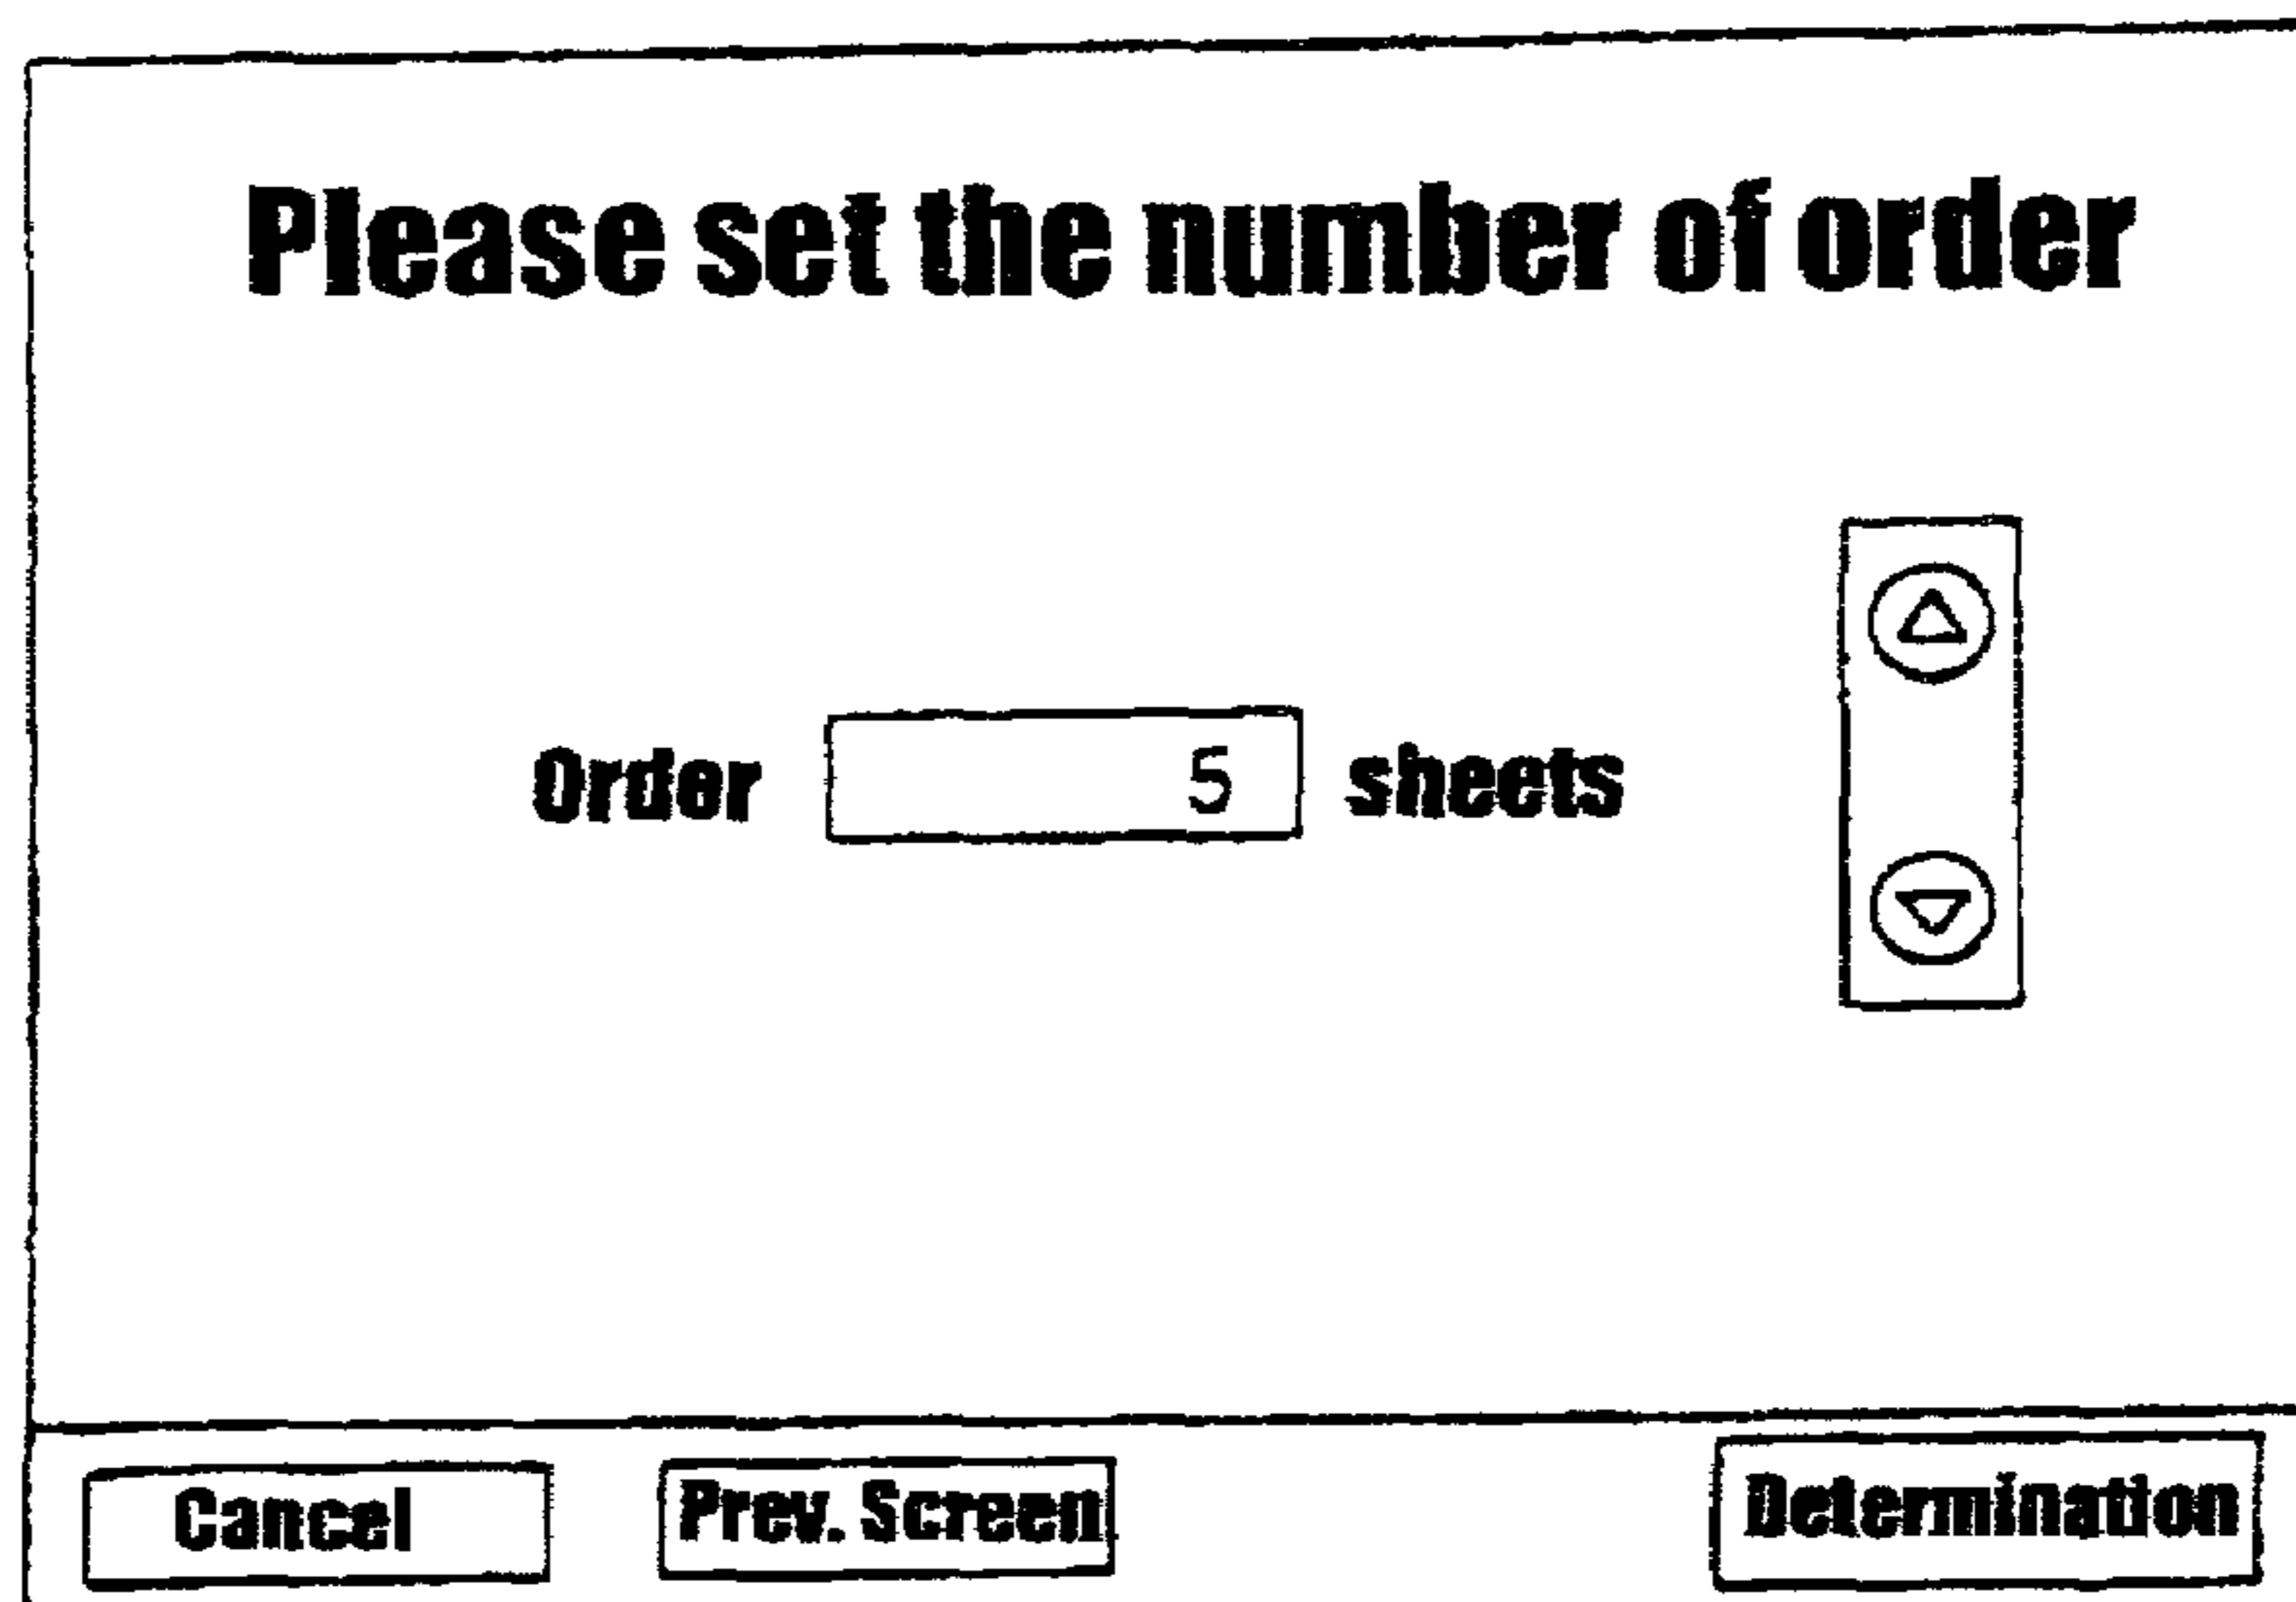 Please set the number of order
Order 5 sheets
Cancel Prev. Screen Determination